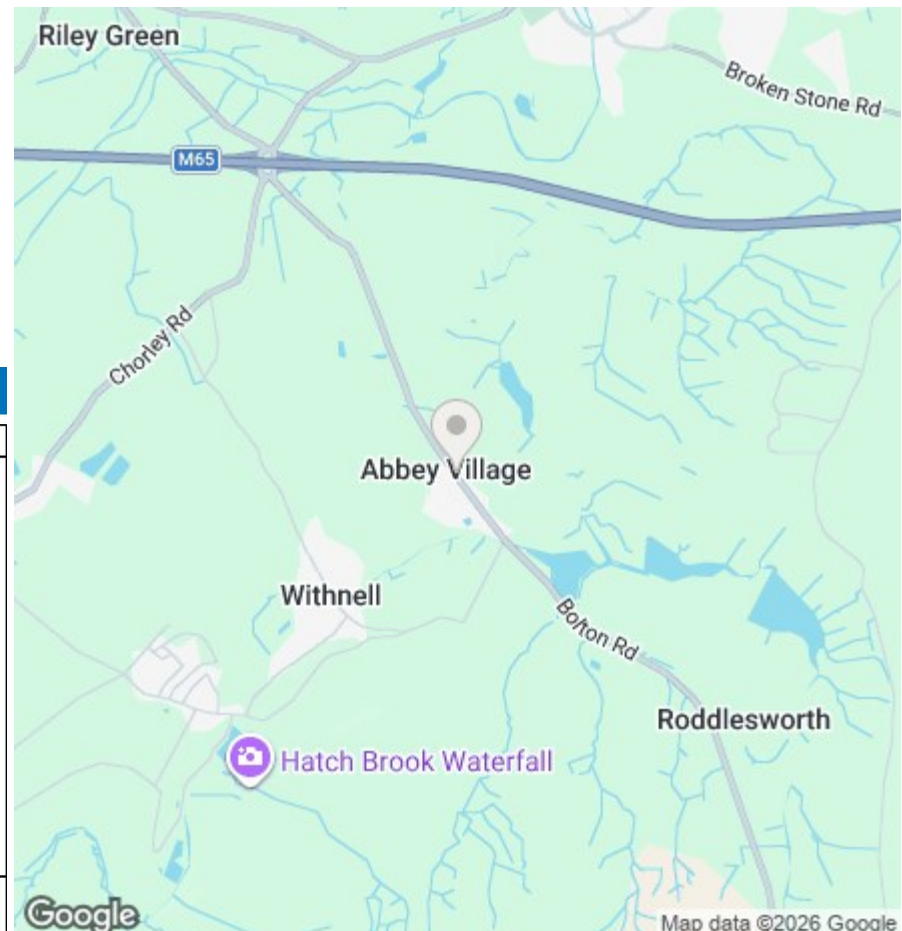 Riley Green
Broken Stone Rd
M65
Chorley Rd
Abbey Village
Withnell
Bolton Rd
Roddlesworth
Hatch Brook Waterfall
Google
Map data ©2026 Google